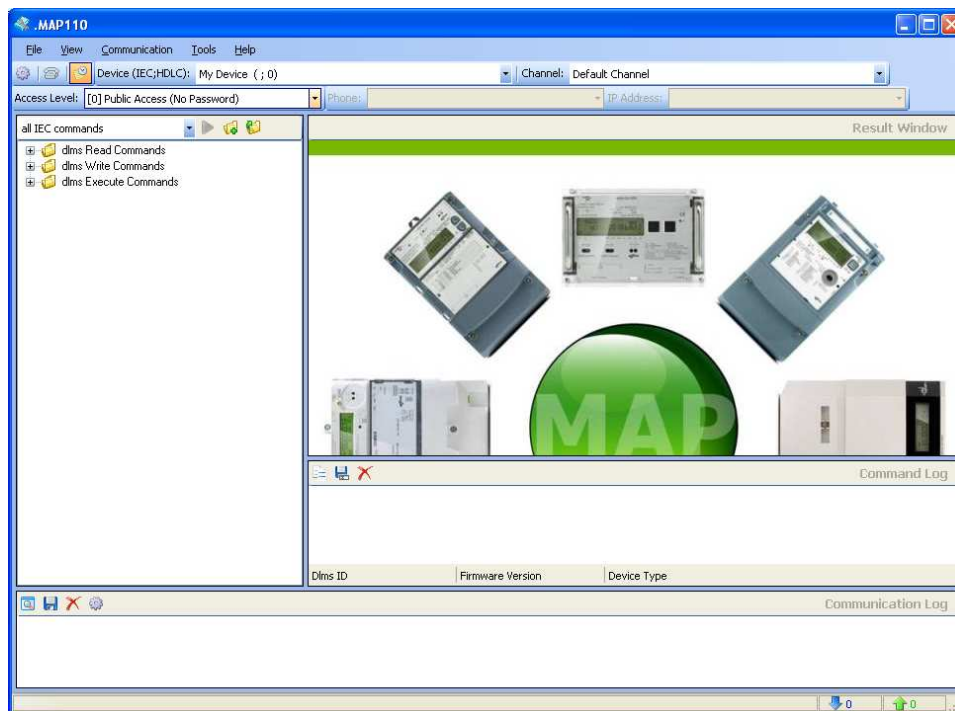 .MAP110
File View Communication Tools Help
Device (IEC;HDLC): My Device ( ; 0) Channel: Default Channel
Access Level: [0] Public Access (No Password) Phone: IP Address:
all IEC commands
dlms Read Commands
dlms Write Commands
dlms Execute Commands
Result Window
MAP
Command Log
Dlms ID Firmware Version Device Type
Communication Log
0 0